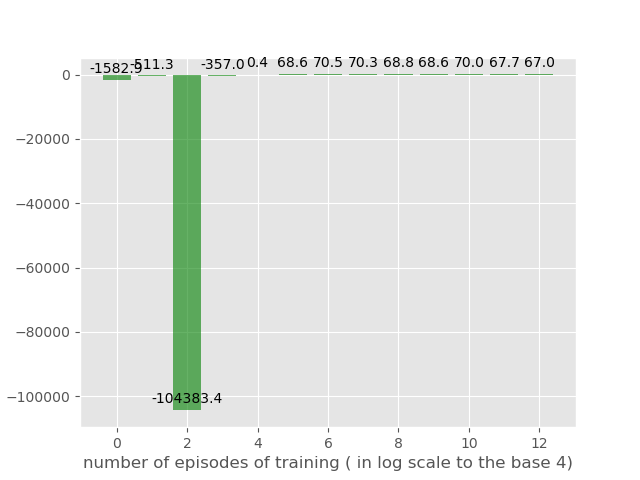 -1582.9 -511.3 -357.0 0.4 68.6 70.5 70.3 68.8 68.6 70.0 67.7 67.0
0
−20000
−40000
−60000
−80000
−100000
-104383.4
0 2 4 6 8 10 12
number of episodes of training ( in log scale to the base 4)